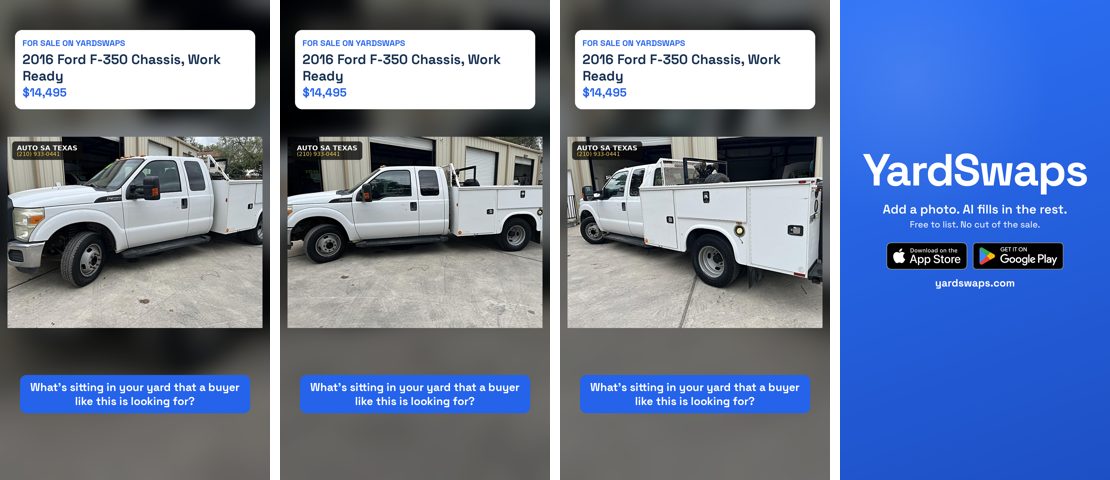 FOR SALE ON YARDSWAPS
2016 Ford F-350 Chassis, Work
Ready
$14,495
AUTO SA TEXAS
(210) 933-0441
What's sitting in your yard that a buyer
like this is looking for?
FOR SALE ON YARDSWAPS
2016 Ford F-350 Chassis, Work
Ready
$14,495
AUTO SA TEXAS
(210) 933-0441
What's sitting in your yard that a buyer
like this is looking for?
FOR SALE ON YARDSWAPS
2016 Ford F-350 Chassis, Work
Ready
$14,495
AUTO SA TEXAS
(210) 933-0441
What's sitting in your yard that a buyer
like this is looking for?
YardSwaps
Add a photo. AI fills in the rest.
Free to list. No cut of the sale.
Download on the
App Store
GET IT ON
Google Play
yardswaps.com